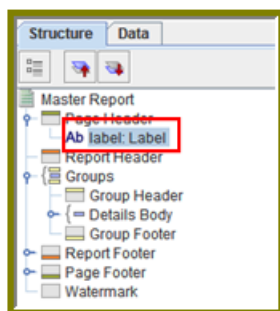 Structure Data
Master Report
Page Header
Ab label: Label
Report Header
Groups
Group Header
Details Body
Group Footer
Report Footer
Page Footer
Watermark